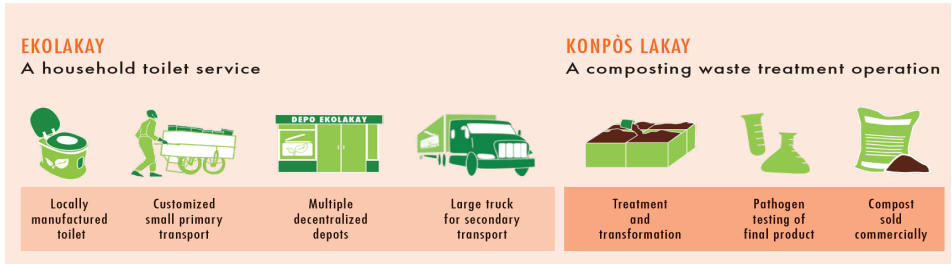 EKOLAKAY
A household toilet service
DEPO EKOLAKAY
Locally
manufactured
toilet
Customized
small primary
transport
Multiple
decentralized
depots
Large truck
for secondary
transport
KONPÒS LAKAY
A composting waste treatment operation
Treatment
and
transformation
Pathogen
testing of
final product
Compost
sold
commercially